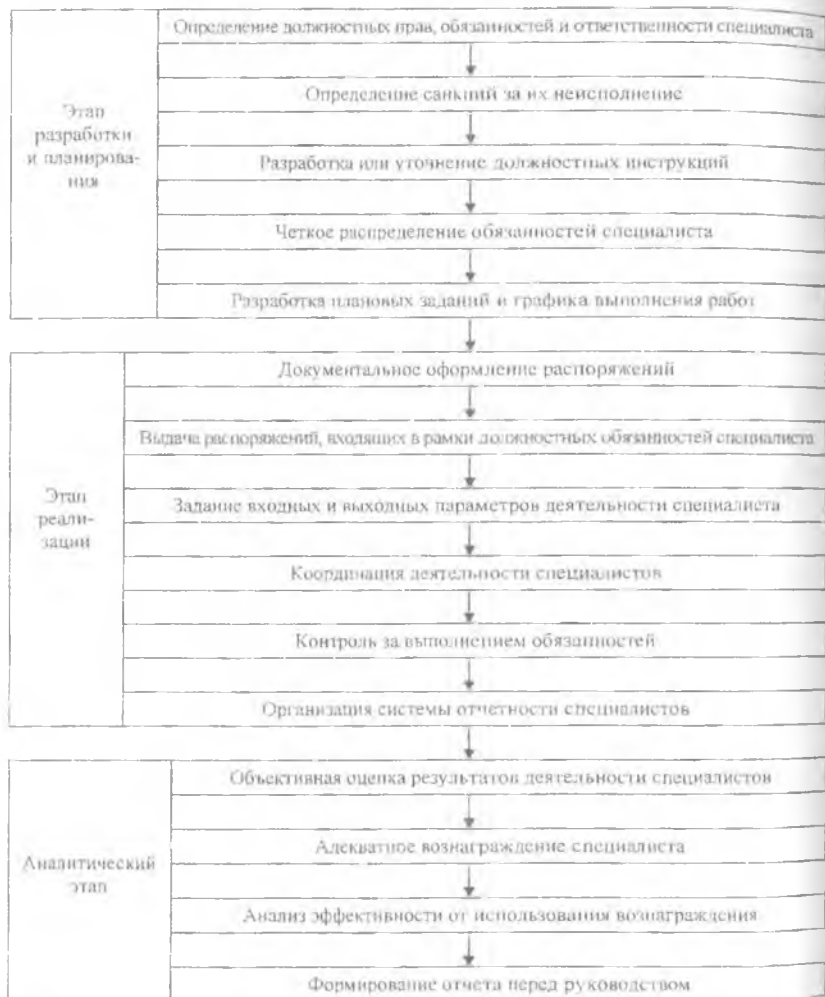 Этап
разработки
и планирова-
ния
Определение должностных прав, обязанностей и ответственности специалиста
Определение санкций за их неисполнение
Разработка или уточнение должностных инструкций
Четкое распределение обязанностей специалиста
Разработка плановых заданий и графика выполнения работ
Этап
реали-
зации
Документальное оформление распоряжений
Выдача распоряжений, входящих в рамки должностных обязанностей специалиста
Задание входных и выходных параметров деятельности специалиста
Координация деятельности специалистов
Контроль за выполнением обязанностей
Организация системы отчетности специалистов
Аналитический
этап
Объективная оценка результатов деятельности специалистов
Адекватное вознаграждение специалиста
Анализ эффективности от использования вознаграждения
Формирование отчета перед руководством